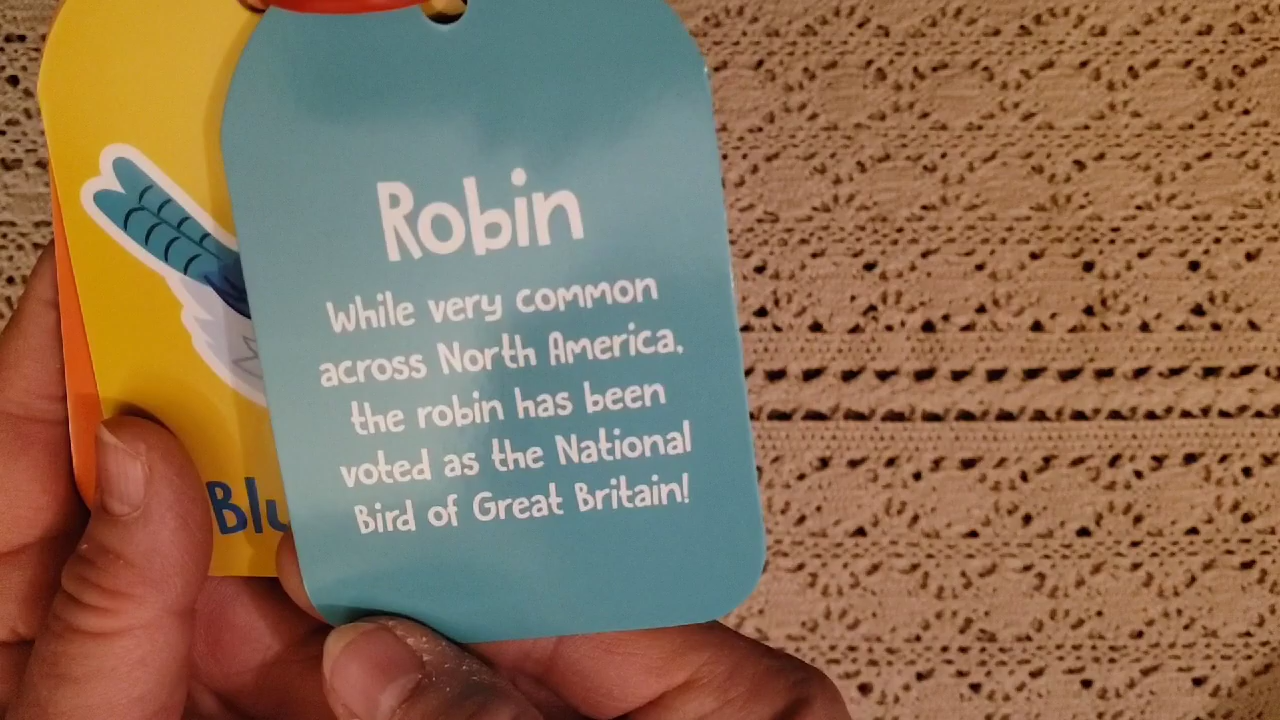 Robin
While very common
across North America,
the robin has been
voted as the National
Bird of Great Britain!
Blu